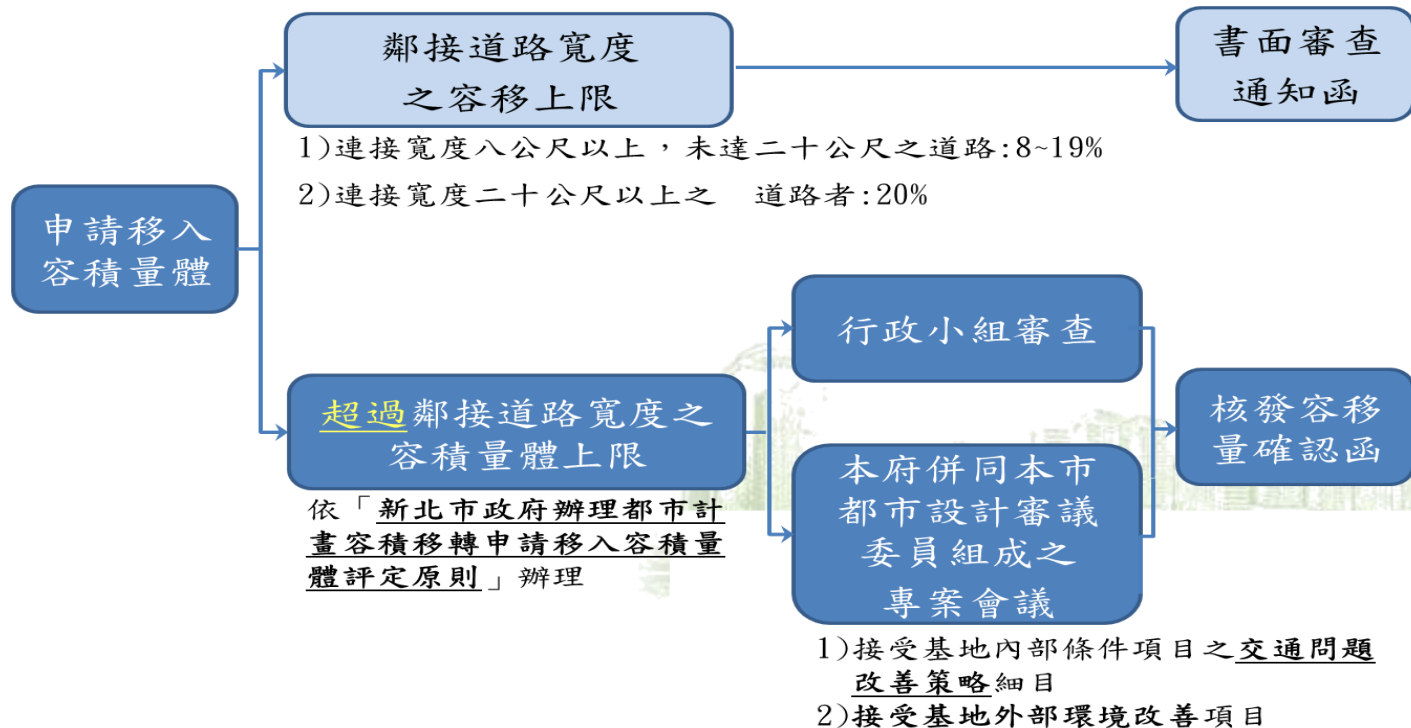 申請移入
容積量體
鄰接道路寬度
之容移上限
1)連接寬度八公尺以上，未達二十公尺之道路:8~19%
2)連接寬度二十公尺以上之　道路者:20%
書面審查
通知函
超過鄰接道路寬度之
容積量體上限
依「新北市政府辦理都市計
畫容積移轉申請移入容積量
體評定原則」辦理
行政小組審查
本府併同本市
都市設計審議
委員組成之
專案會議
1)接受基地內部條件項目之交通問題
改善策略細目
2)接受基地外部環境改善項目
核發容移
量確認函